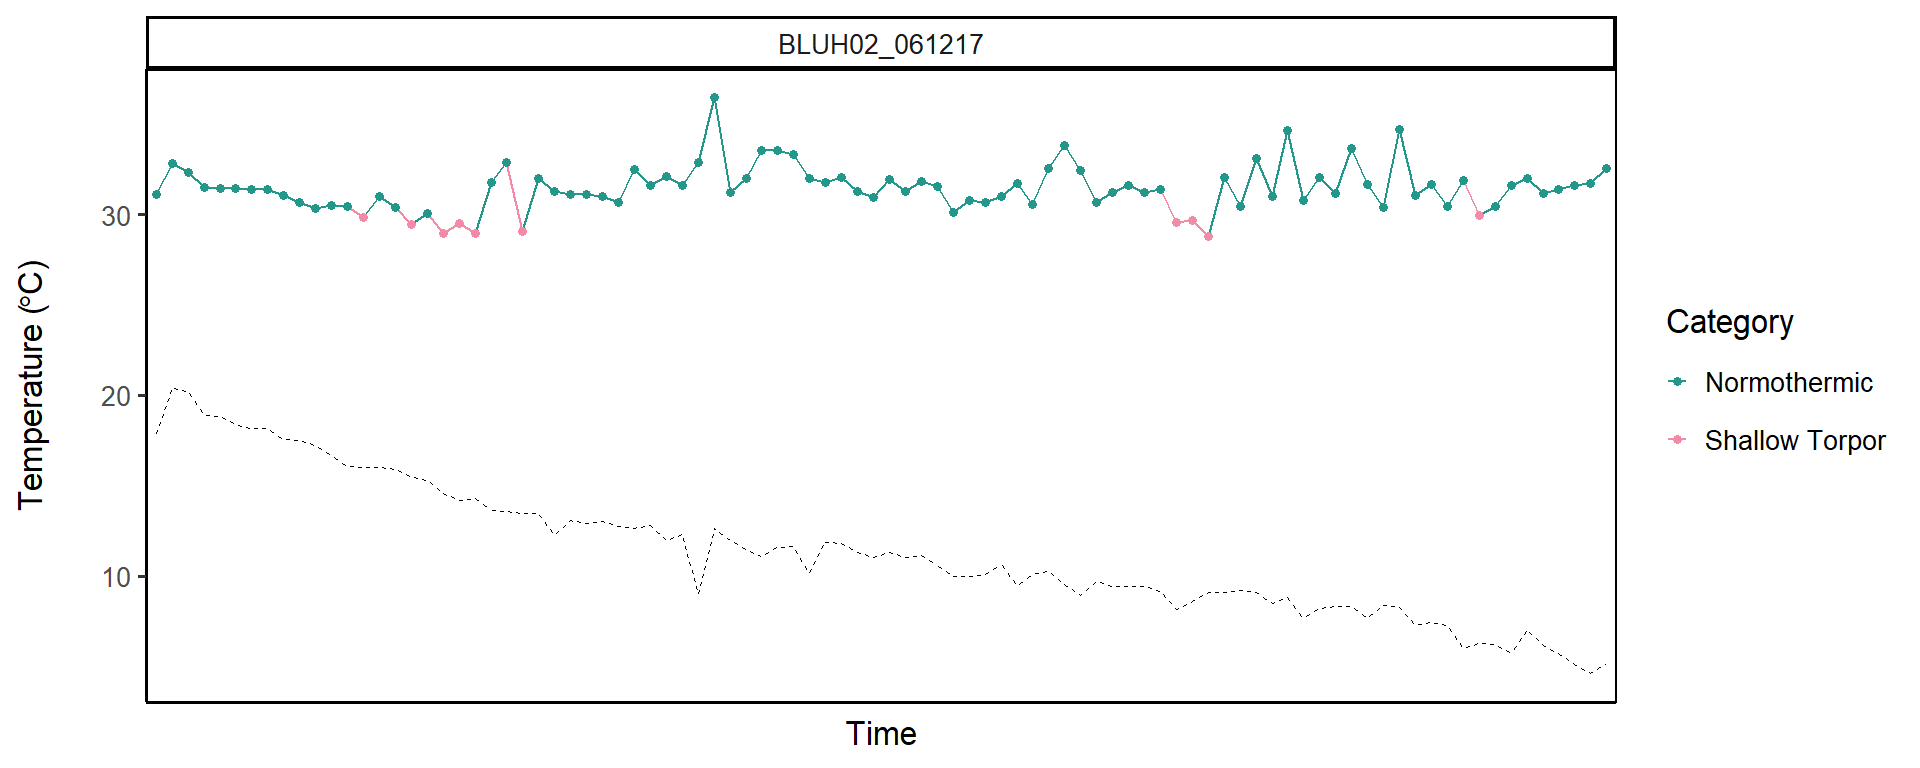 BLUH02_061217
30
20
10
Temperature (°C)
Time
Category
Normothermic
Shallow Torpor